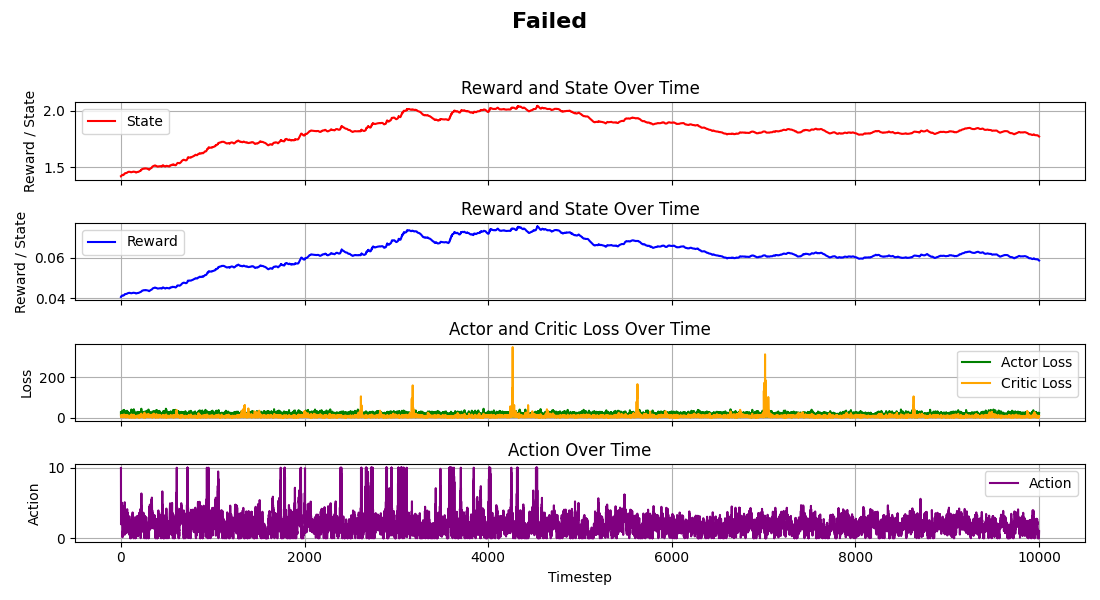 Failed
Reward and State Over Time
Reward / State
2.0
1.5
State
Reward and State Over Time
Reward / State
0.06
0.04
Reward
Actor and Critic Loss Over Time
Loss
200
0
Actor Loss
Critic Loss
Action Over Time
Action
10
0
Action
0 2000 4000 6000 8000 10000
Timestep